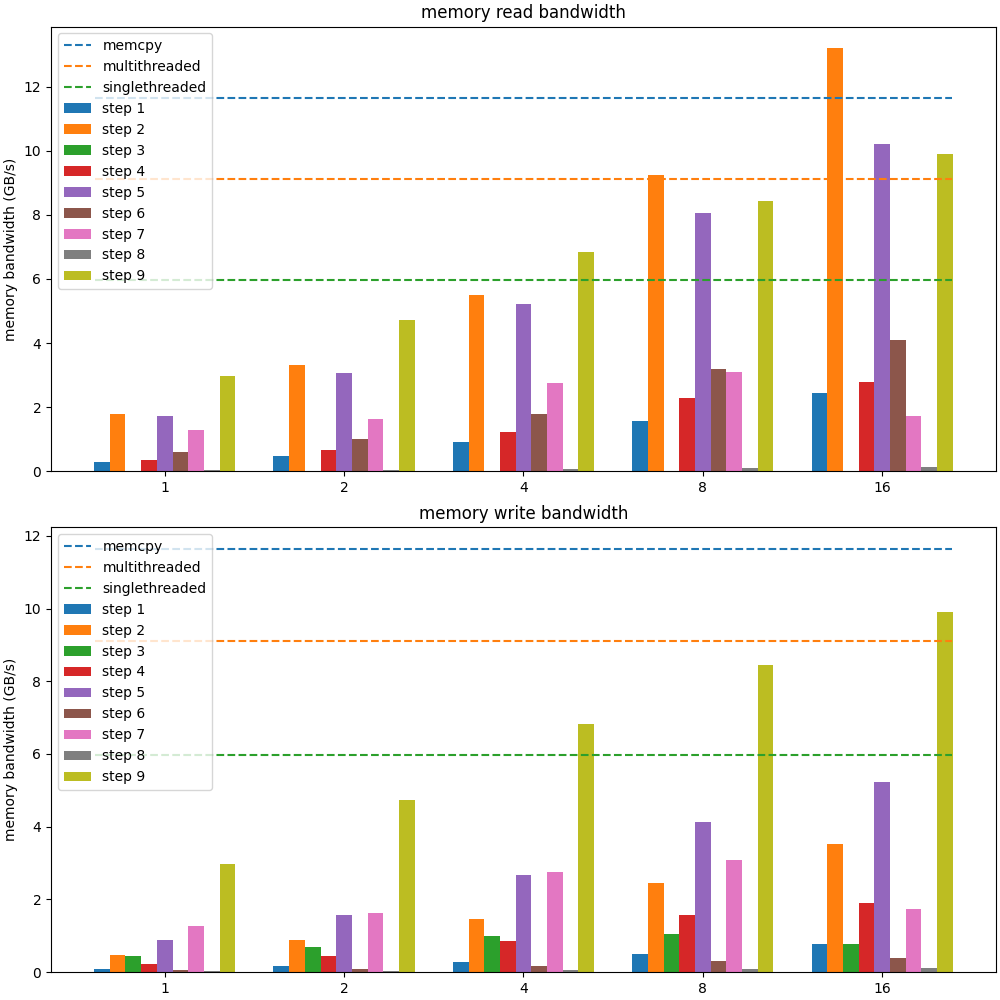 memory read bandwidth
memory bandwidth (GB/s)
12
10
8
6
4
2
0
memcpy
multithreaded
singlethreaded
step 1
step 2
step 3
step 4
step 5
step 6
step 7
step 8
step 9
1 2 4 8 16
memory write bandwidth
memory bandwidth (GB/s)
12
10
8
6
4
2
0
memcpy
multithreaded
singlethreaded
step 1
step 2
step 3
step 4
step 5
step 6
step 7
step 8
step 9
1 2 4 8 16